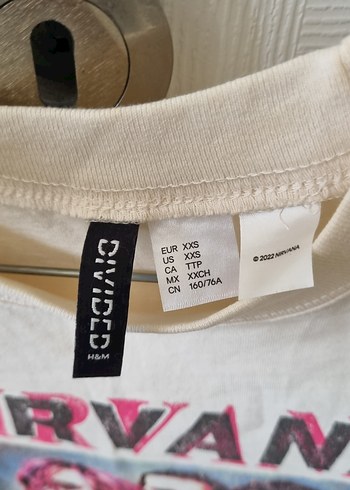 DIVIDED
H&M
EUR XXS
US XXS
CA TTP
MX XXCH
CN 160/76A
© 2022 NIRVANA
RVAN